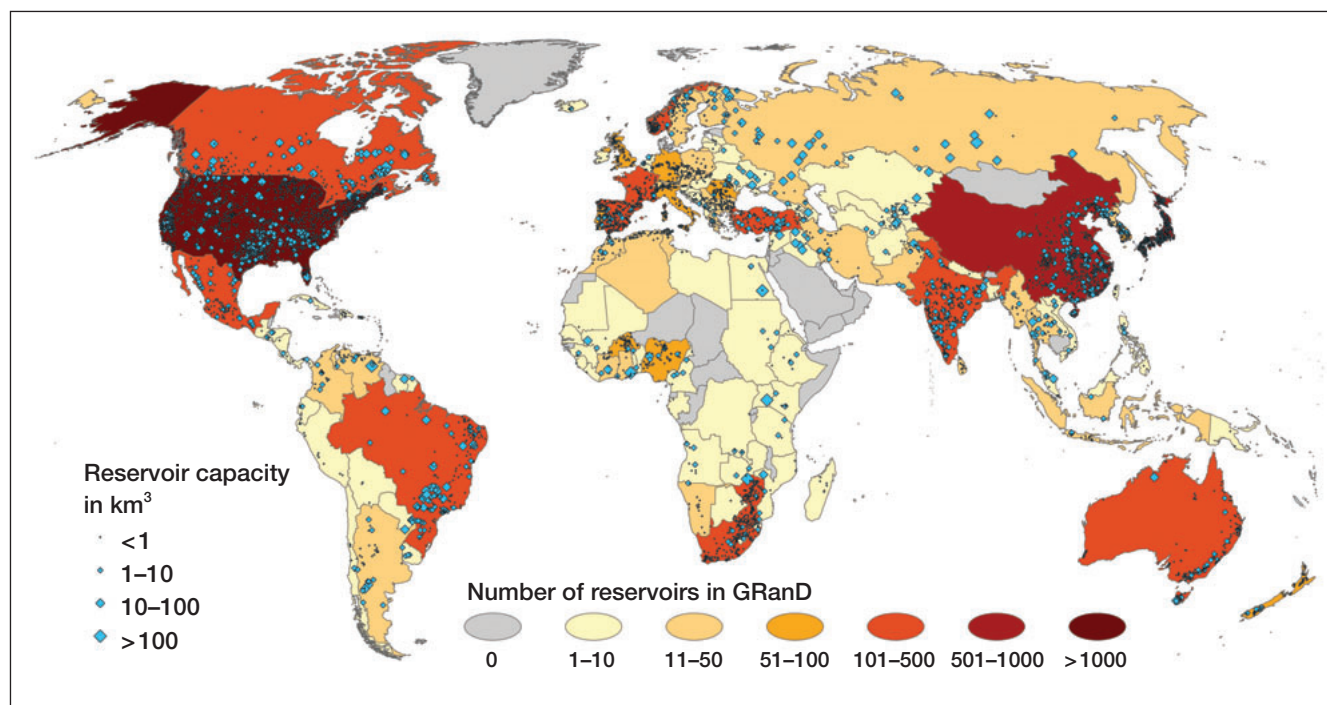 Reservoir capacity
in km³
<1
1–10
10–100
>100
Number of reservoirs in GRanD
0 1–10 11–50 51–100 101–500 501–1000 >1000